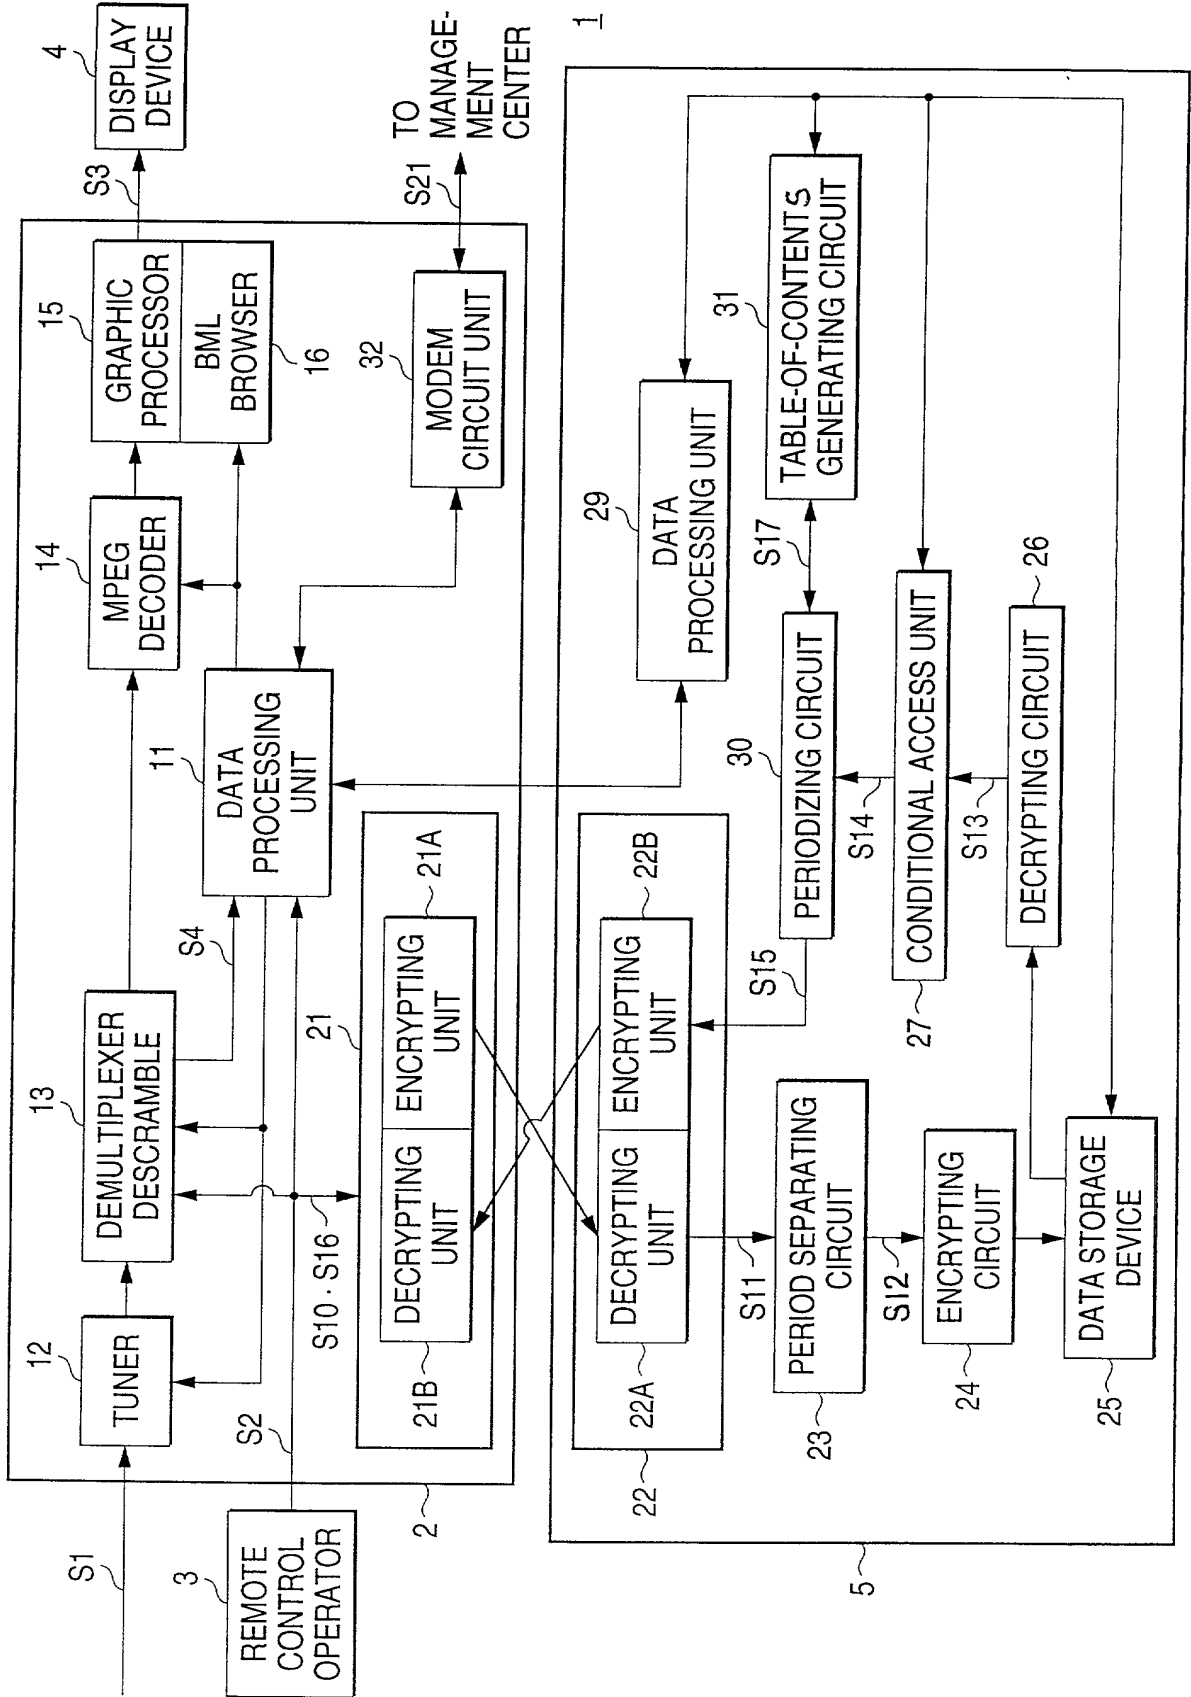 1
S1
12
TUNER
13
DEMULTIPLEXER
DESCRAMBLE
14
MPEG
DECODER
15
GRAPHIC
PROCESSOR
BML
BROWSER
16
S3
4
DISPLAY
DEVICE
3
REMOTE
CONTROL
OPERATOR
S2
S4
11
DATA
PROCESSING
UNIT
32
MODEM
CIRCUIT UNIT
S21
TO
MANAGE-
MENT
CENTER
S10 · S16
21
DECRYPTING
UNIT
ENCRYPTING
UNIT
21B
21A
2
22
DECRYPTING
UNIT
ENCRYPTING
UNIT
22A
22B
29
DATA
PROCESSING UNIT
S11
S15
23
PERIOD SEPARATING
CIRCUIT
30
PERIODIZING CIRCUIT
S17
31
TABLE-OF-CONTENTS
GENERATING CIRCUIT
S12
S14
24
ENCRYPTING
CIRCUIT
27
CONDITIONAL ACCESS UNIT
S13
25
DATA STORAGE
DEVICE
DECRYPTING CIRCUIT
26
5